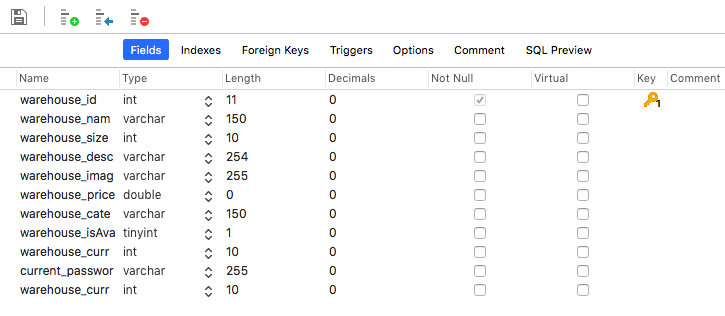 Fields Indexes Foreign Keys Triggers Options Comment SQL Preview
Name Type Length Decimals Not Null Virtual Key Comment
warehouse_id int 11 0 1
warehouse_nam varchar 150 0
warehouse_size int 10 0
warehouse_desc varchar 254 0
warehouse_imag varchar 255 0
warehouse_price double 0 0
warehouse_cate varchar 150 0
warehouse_isAva tinyint 1 0
warehouse_curr int 10 0
current_passwor varchar 255 0
warehouse_curr int 10 0